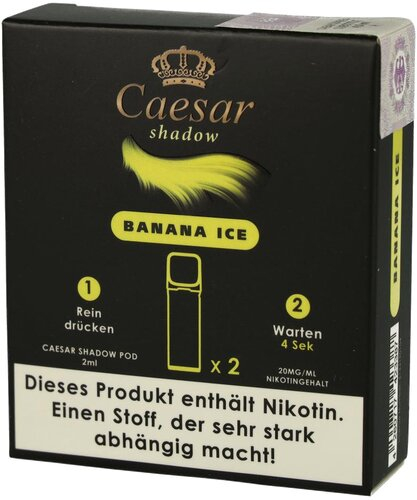 Caesar
shadow
BANANA ICE
1
Rein
drücken
2
Warten
4 Sek
x 2
CAESAR SHADOW POD
2ml
20MG/ML
NIKOTINGEHALT
Dieses Produkt enthält Nikotin.
Einen Stoff, der sehr stark
abhängig macht!
BANANA ICE